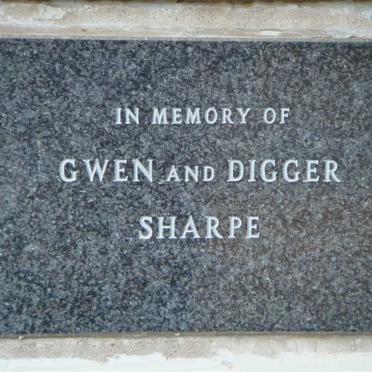 IN MEMORY OF
GWEN AND DIGGER
SHARPE